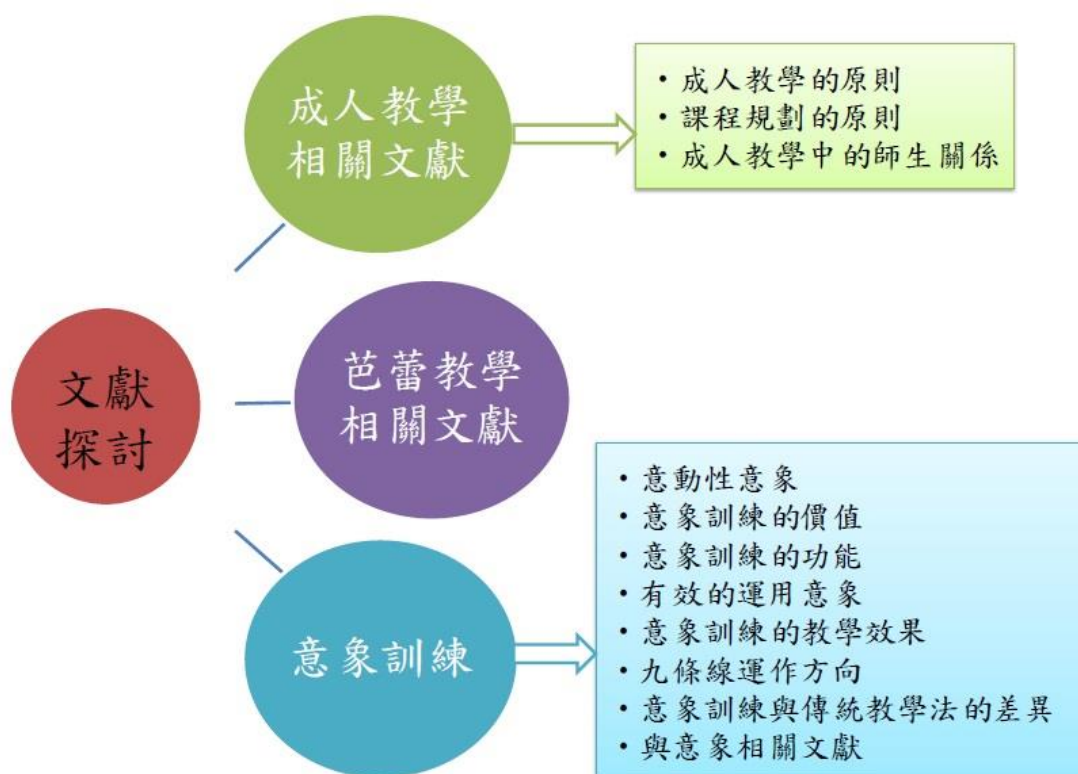 成人教學
相關文獻
• 成人教學的原則
• 課程規劃的原則
• 成人教學中的師生關係
文獻
探討
芭蕾教學
相關文獻
意象訓練
• 意動性意象
• 意象訓練的價值
• 意象訓練的功能
• 有效的運用意象
• 意象訓練的教學效果
• 九條線運作方向
• 意象訓練與傳統教學法的差異
• 與意象相關文獻